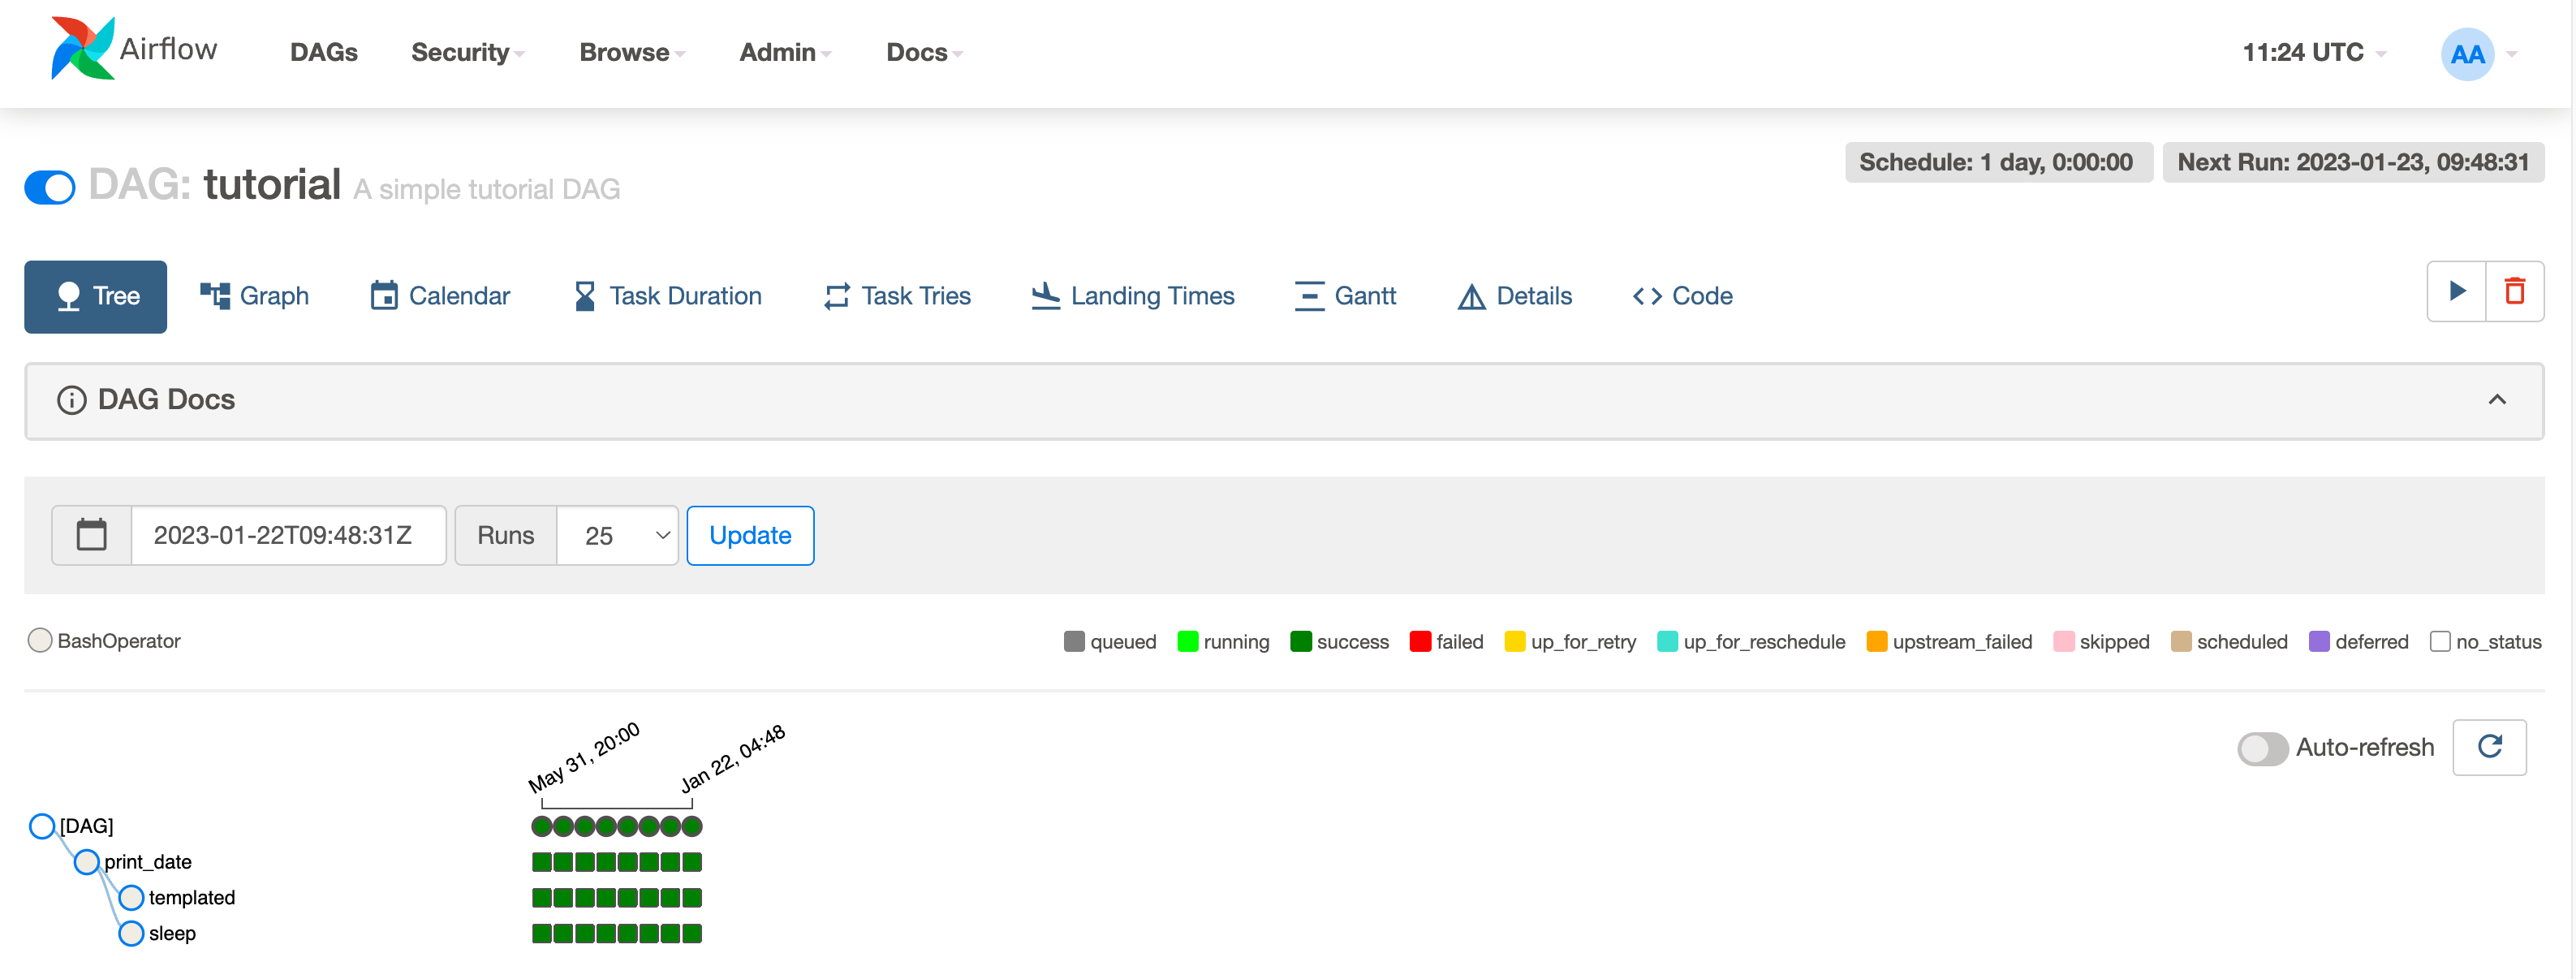 Airflow DAGs Security Browse Admin Docs 11:24 UTC AA
Schedule: 1 day, 0:00:00 Next Run: 2023-01-23, 09:48:31
DAG: tutorial A simple tutorial DAG
Tree Graph Calendar Task Duration Task Tries Landing Times Gantt Details Code
DAG Docs
2023-01-22T09:48:31Z Runs 25 Update
BashOperator queued running success failed up_for_retry up_for_reschedule upstream_failed skipped scheduled deferred no_status
May 31, 20:00 Jan 22, 04:48
Auto-refresh
[DAG]
print_date
templated
sleep